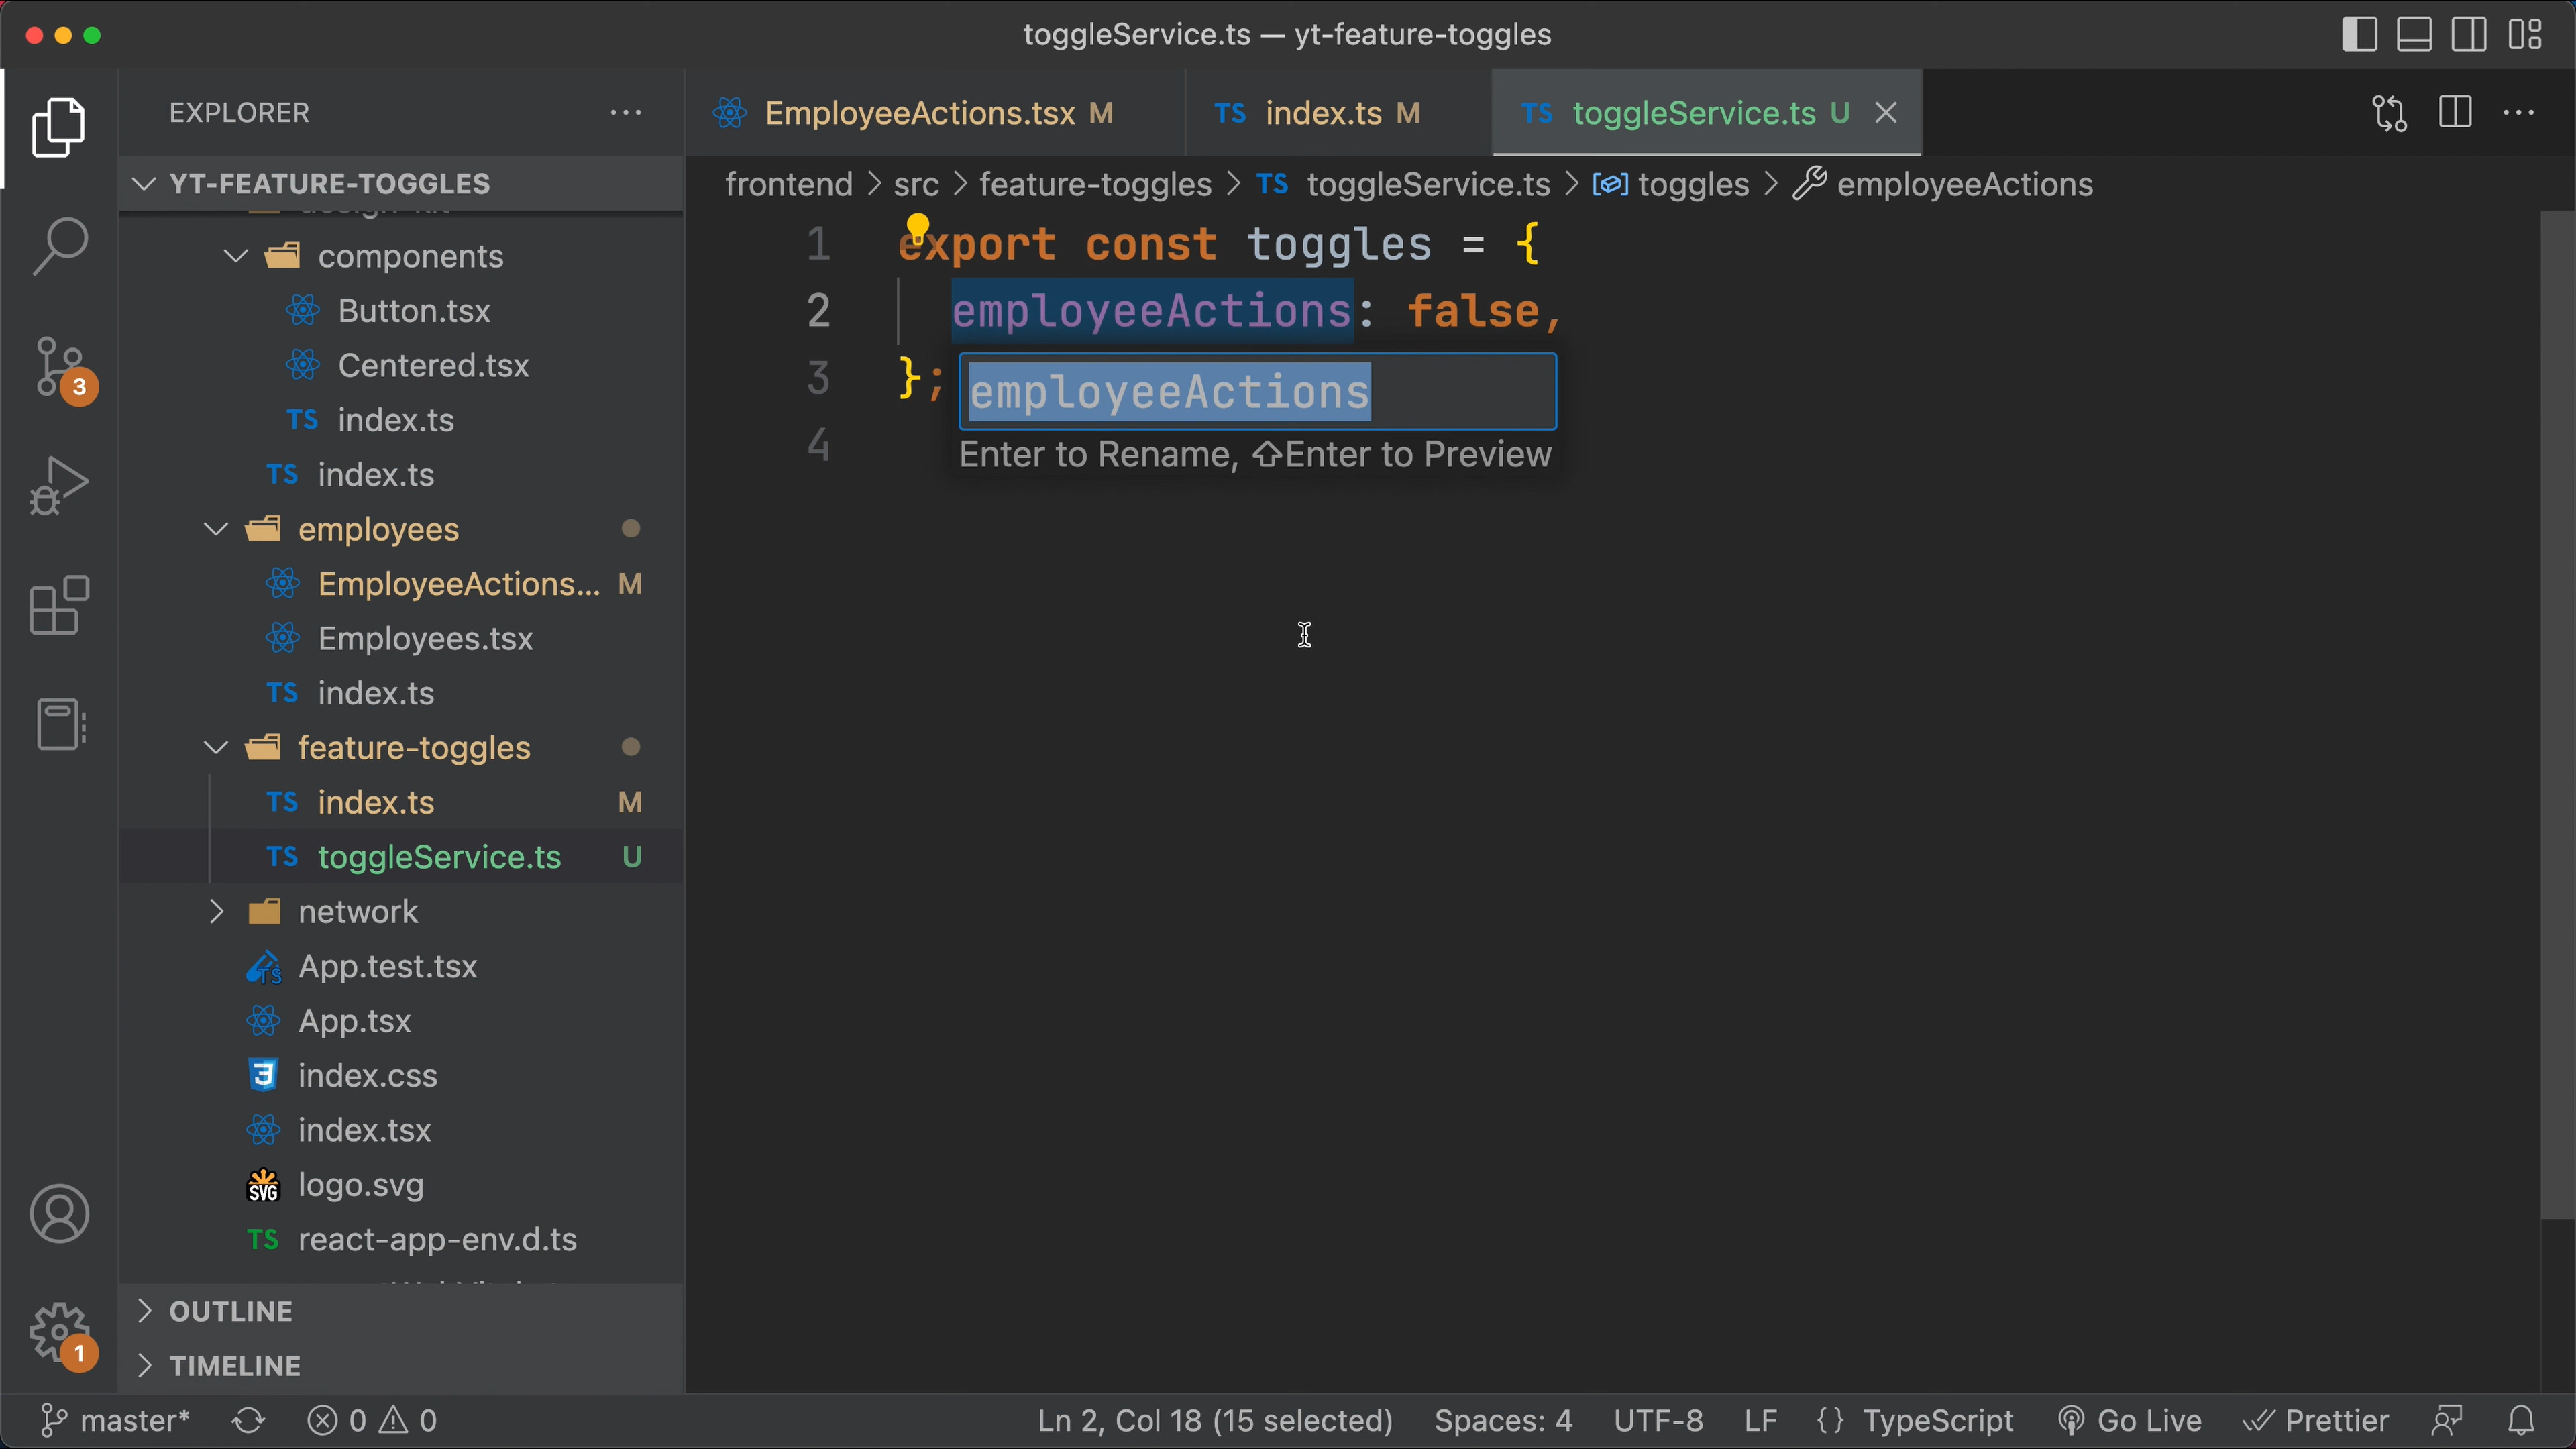 toggleService.ts — yt-feature-toggles
EXPLORER
YT-FEATURE-TOGGLES
components
Button.tsx
Centered.tsx
TS index.ts
TS index.ts
employees
EmployeeActions... M
Employees.tsx
TS index.ts
feature-toggles
TS index.ts M
TS toggleService.ts U
network
App.test.tsx
App.tsx
index.css
index.tsx
SVG logo.svg
TS react-app-env.d.ts
OUTLINE
TIMELINE
3
1
EmployeeActions.tsx M
TS index.ts M
TS toggleService.ts U
frontend > src > feature-toggles > TS toggleService.ts > toggles > employeeActions
1 export const toggles = {
2 employeeActions: false,
3 };
employeeActions
Enter to Rename, ⇧Enter to Preview
4
master* 0 0 Ln 2, Col 18 (15 selected) Spaces: 4 UTF-8 LF {} TypeScript Go Live Prettier